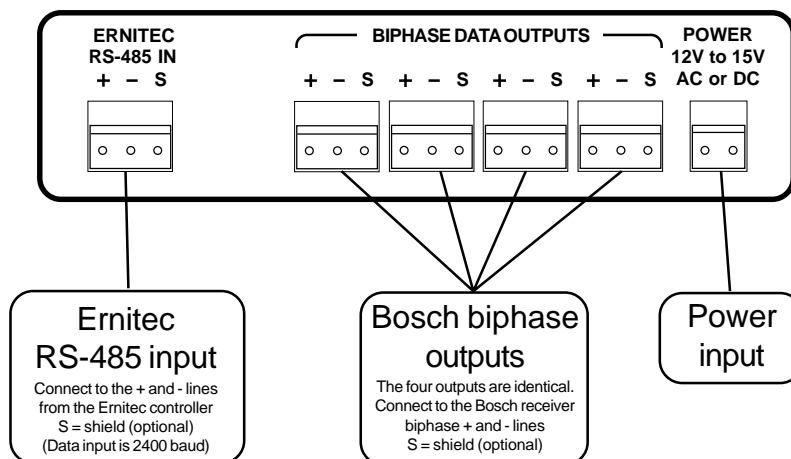 ERNITEC
RS-485 IN
+ – S
BIPHASE DATA OUTPUTS
+ – S + – S + – S + – S
POWER
12V to 15V
AC or DC
Ernitec
RS-485 input
Connect to the + and - lines
from the Ernitec controller
S = shield (optional)
(Data input is 2400 baud)
Bosch biphase
outputs
The four outputs are identical.
Connect to the Bosch receiver
biphase + and - lines
S = shield (optional)
Power
input